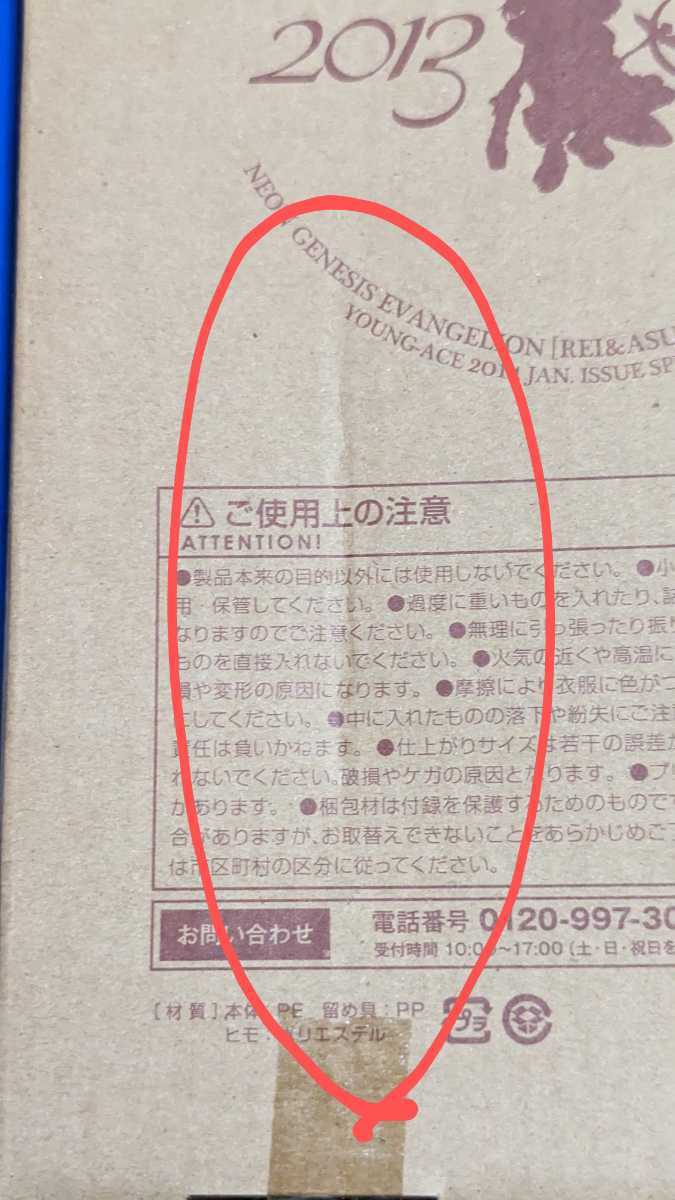 2013
NEON GENESIS EVANGELION [REI&ASU
YOUNG-ACE 2013 JAN. ISSUE SP
ご使用上の注意
ATTENTION!
●製品本来の目的以外には使用しないでください。 ●小
用・保管してください。 ●過度に重いものを入れたり、
なりますのでご注意ください。 ●無理に引っ張ったり振り
ものを直接入れないでください。 ●火気の近くや高温に
損や変形の原因になります。 ●摩擦により衣服に色がつ
にしてください。 ●中に入れたものの落下や紛失にご注意
責任は負いかねます。 ●仕上がりサイズは若干の誤差が
れないでください。破損やケガの原因となります。 ●プリ
があります。 ●梱包材は付録を保護するためのものです
合がありますが、お取替えできないことをあらかじめご
は市区町村の区分に従ってください。
お問い合わせ
電話番号 0120-997-30
受付時間 10:00~17:00 (土・日・祝日を
[材質] 本体:PE 留め具:PP
プラ
ヒモ:ポリエステル